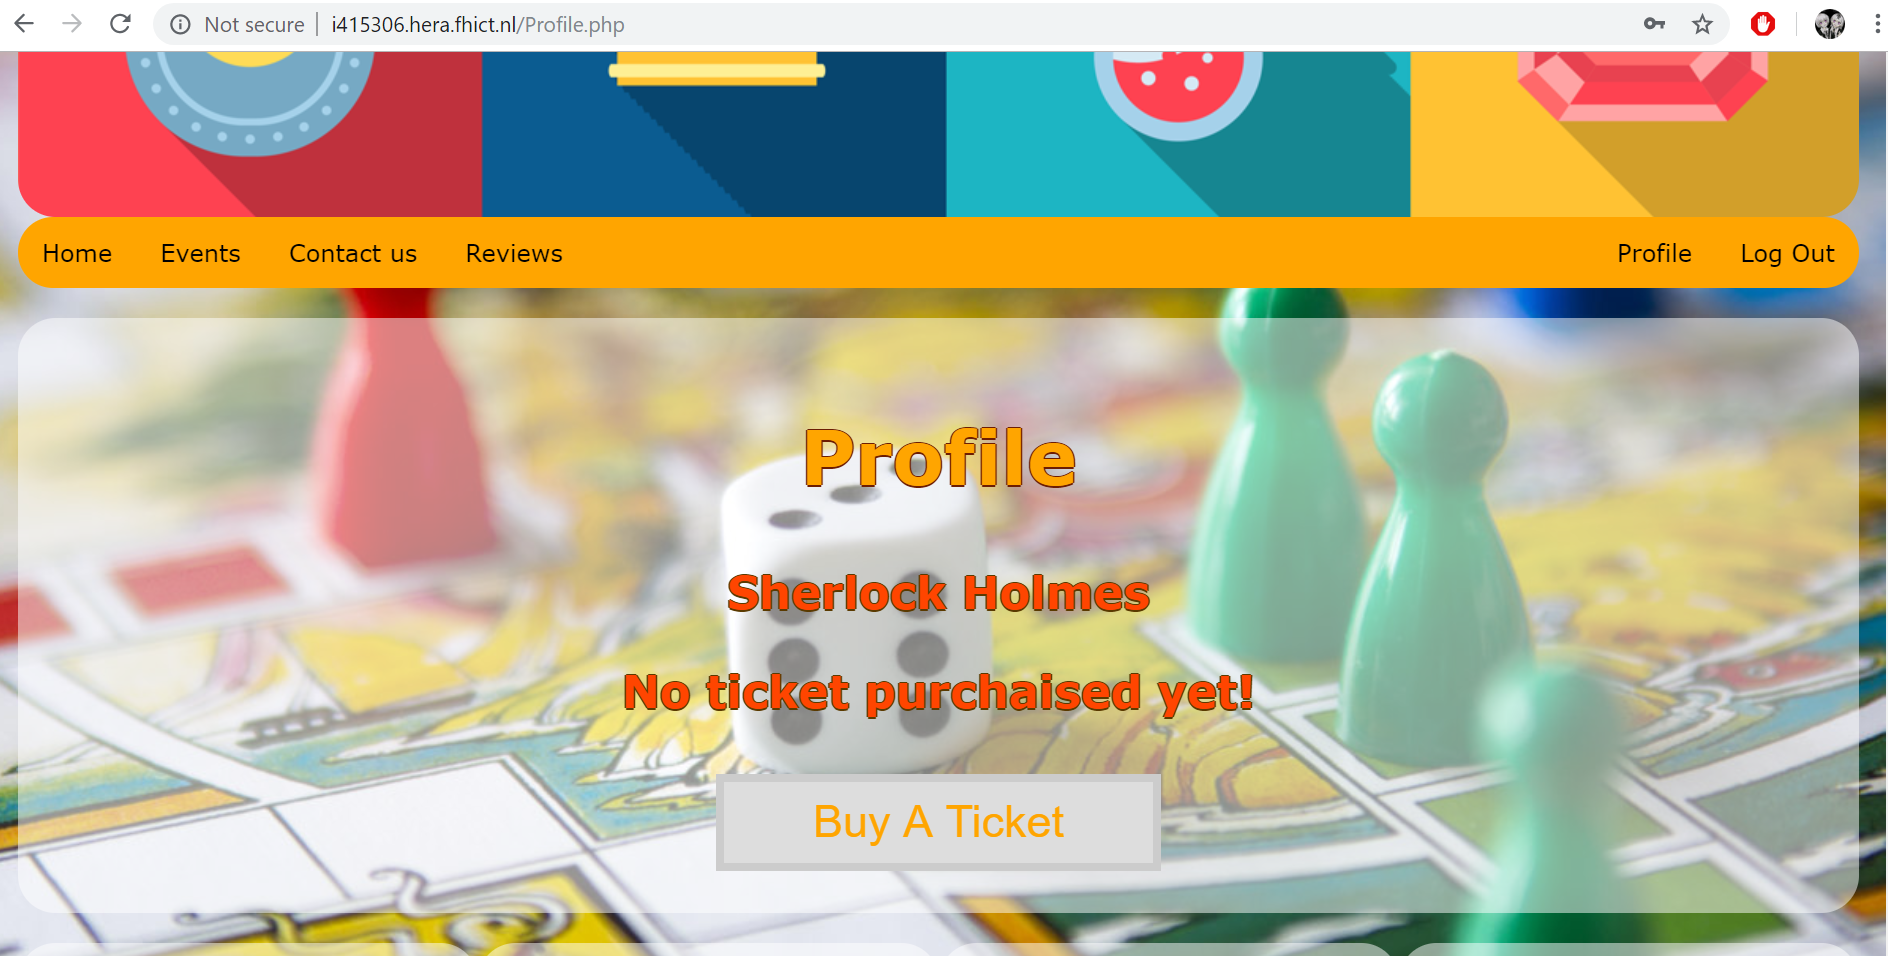 Not secure | i415306.hera.fhict.nl/Profile.php
Home Events Contact us Reviews Profile Log Out
Profile
Sherlock Holmes
No ticket purchaised yet!
Buy A Ticket